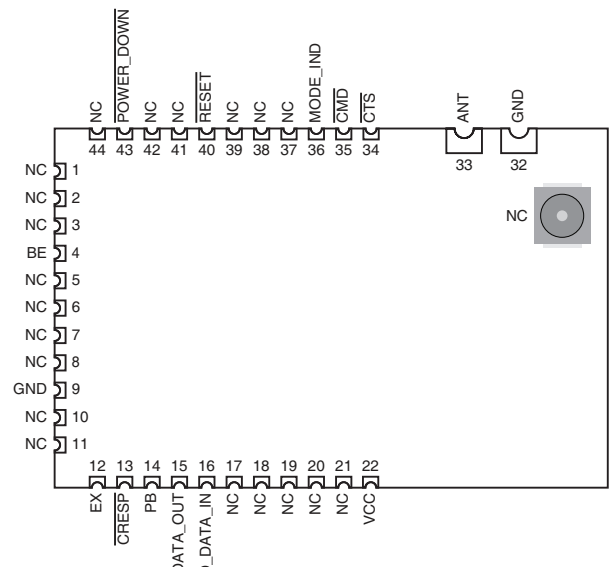 NC
POWER_DOWN
NC
NC
RESET
NC
NC
NC
MODE_IND
CMD
CTS
ANT
GND
44
43
42
41
40
39
38
37
36
35
34
33
32
NC 1
NC 2
NC 3
BE 4
NC 5
NC 6
NC 7
NC 8
GND 9
NC 10
NC 11
NC
12
13
14
15
16
17
18
19
20
21
22
EX
CRESP
PB
DATA_OUT
_DATA_IN
NC
NC
NC
NC
NC
VCC